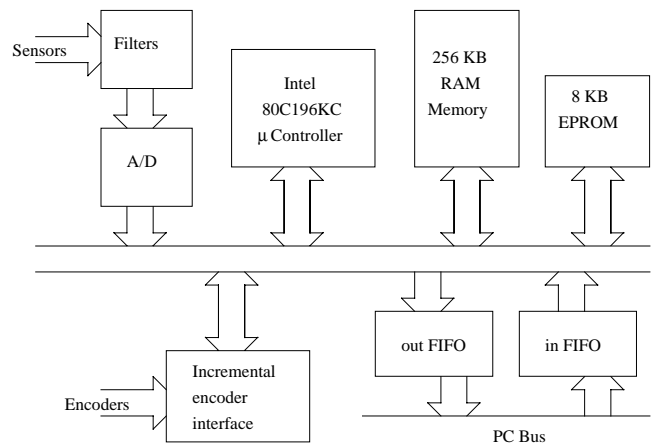 Sensors
Filters
A/D
Intel
80C196KC
μ Controller
256 KB
RAM
Memory
8 KB
EPROM
Encoders
Incremental
encoder
interface
out FIFO
in FIFO
PC Bus